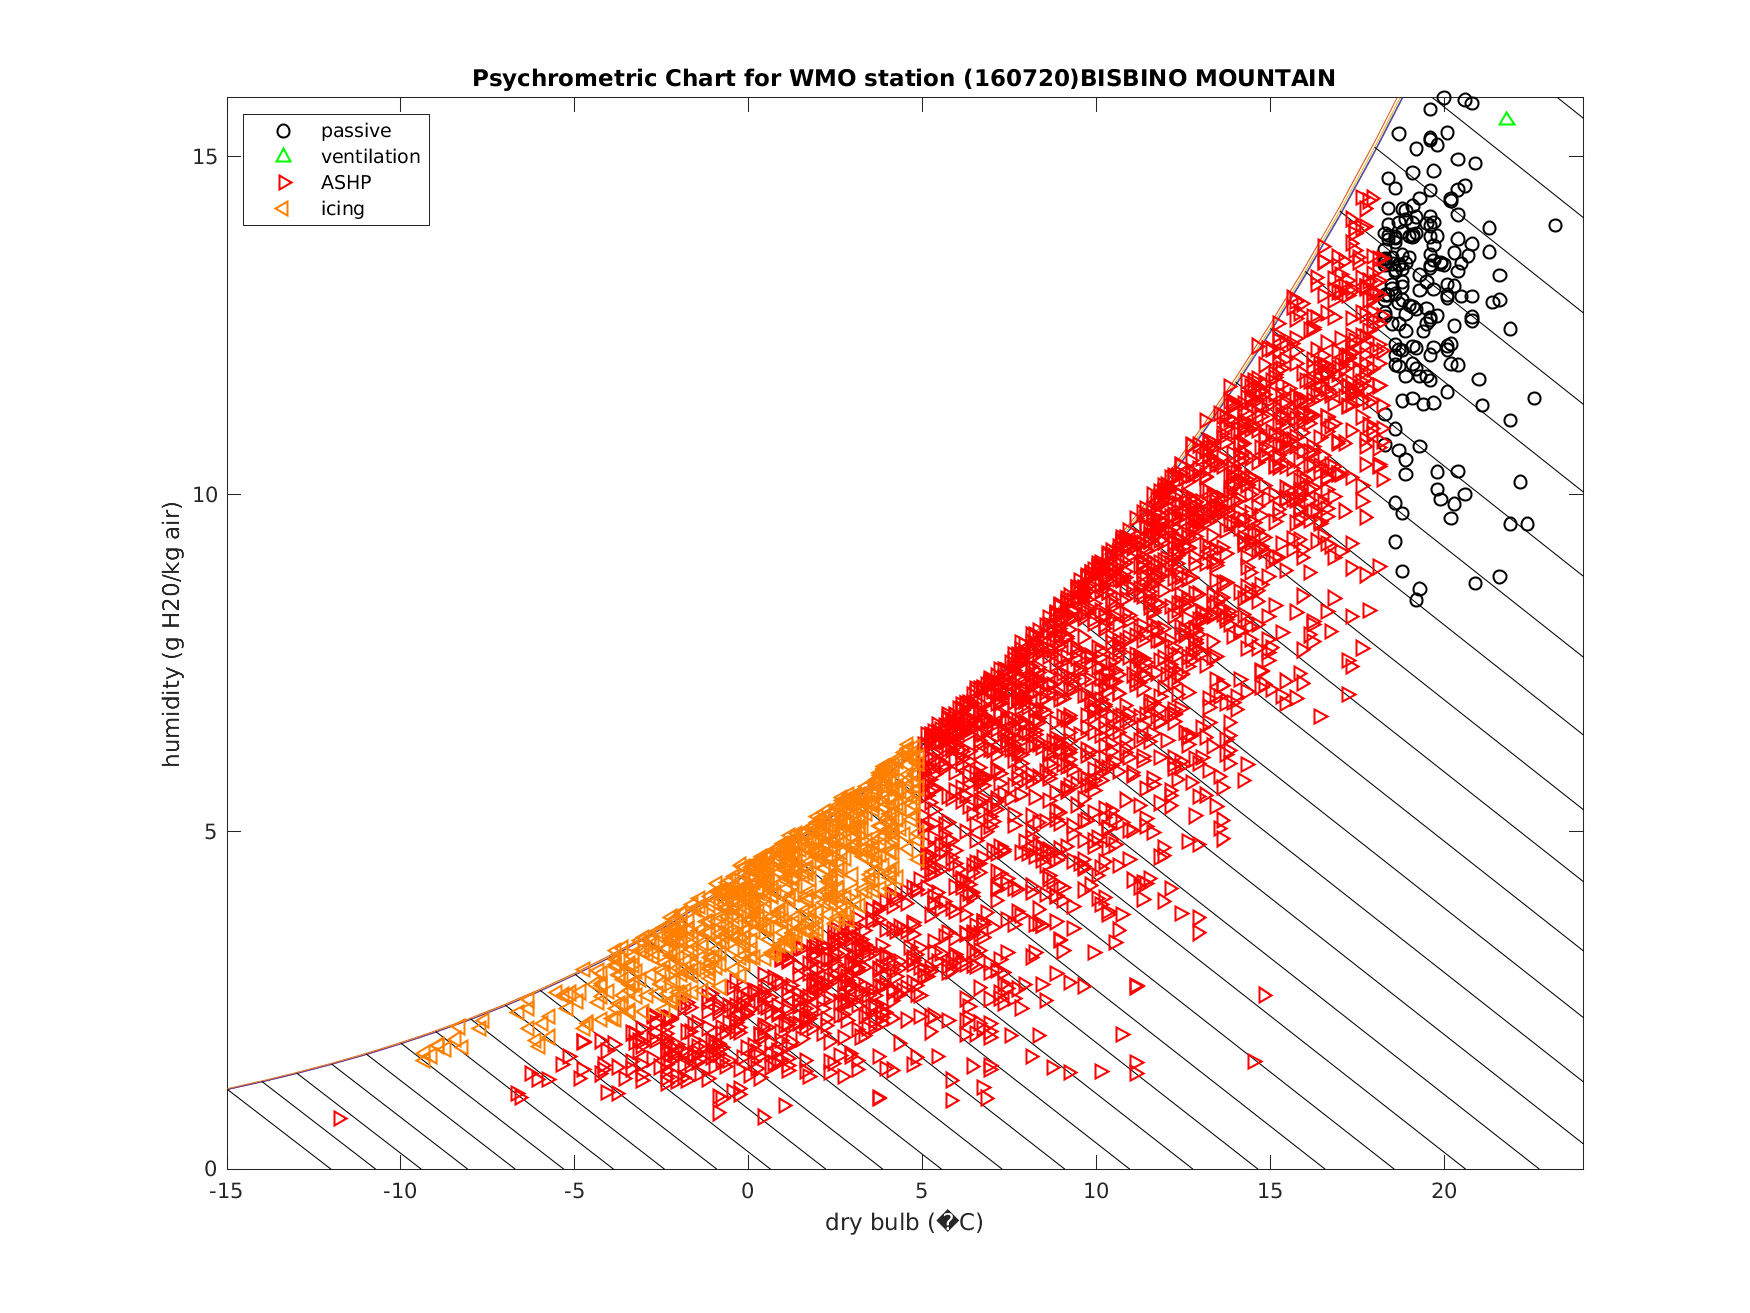 Psychrometric Chart for WMO station (160720)BISBINO MOUNTAIN
passive
ventilation
ASHP
icing
15
10
5
0
humidity (g H20/kg air)
-15 -10 -5 0 5 10 15 20
dry bulb (�C)